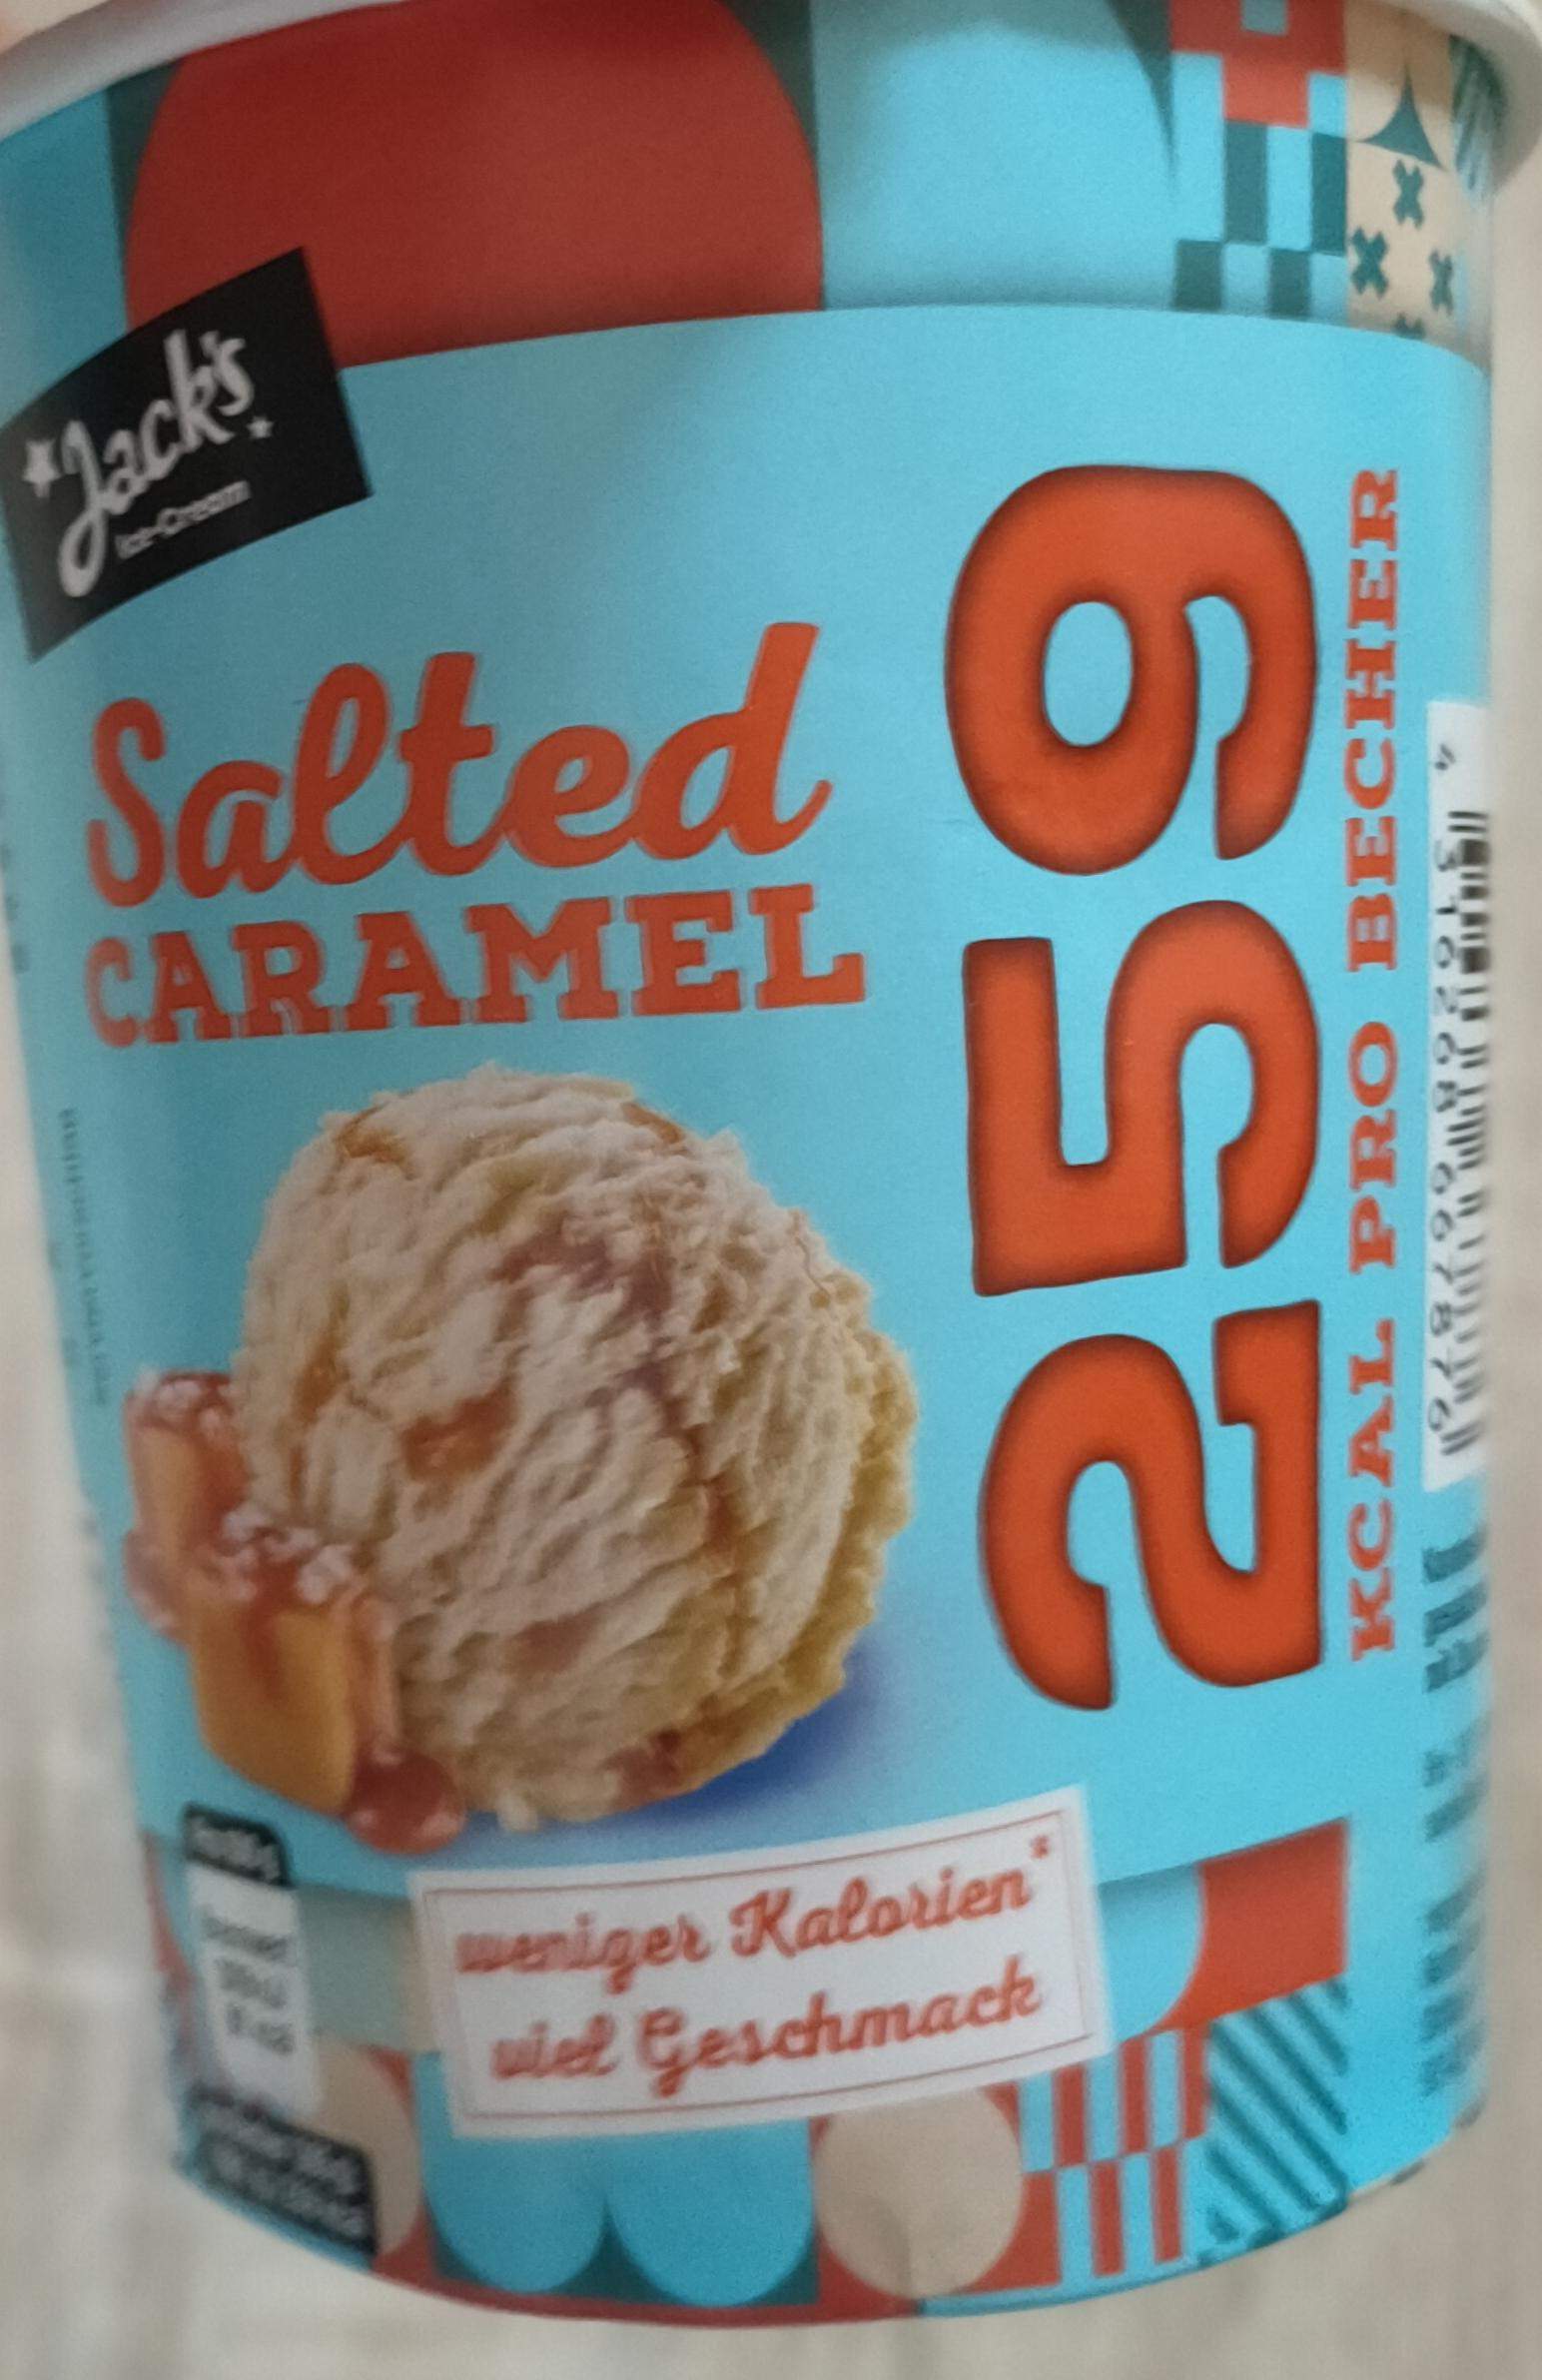 Jack's
Ice-Cream
Salted
CARAMEL
259
KCAL PRO BECHER
weniger Kalorien*
viel Geschmack